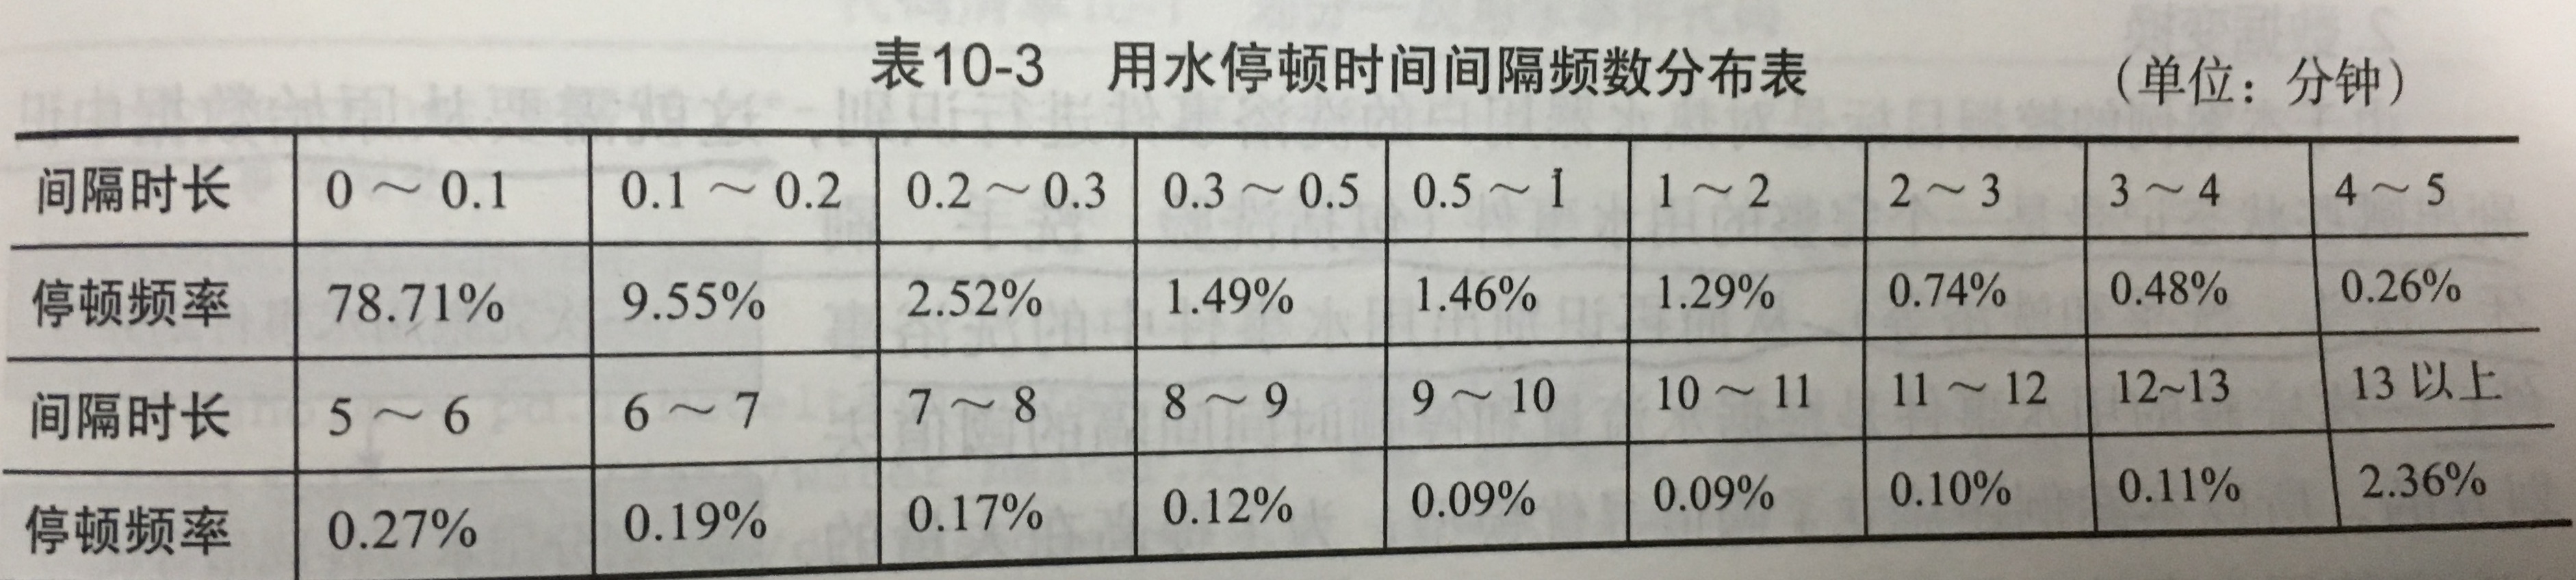 表10-3 用水停顿时间间隔频数分布表 (单位：分钟)
间隔时长 0～0.1 0.1～0.2 0.2～0.3 0.3～0.5 0.5～1 1～2 2～3 3～4 4～5
停顿频率 78.71% 9.55% 2.52% 1.49% 1.46% 1.29% 0.74% 0.48% 0.26%
间隔时长 5～6 6～7 7～8 8～9 9～10 10～11 11～12 12~13 13以上
停顿频率 0.27% 0.19% 0.17% 0.12% 0.09% 0.09% 0.10% 0.11% 2.36%